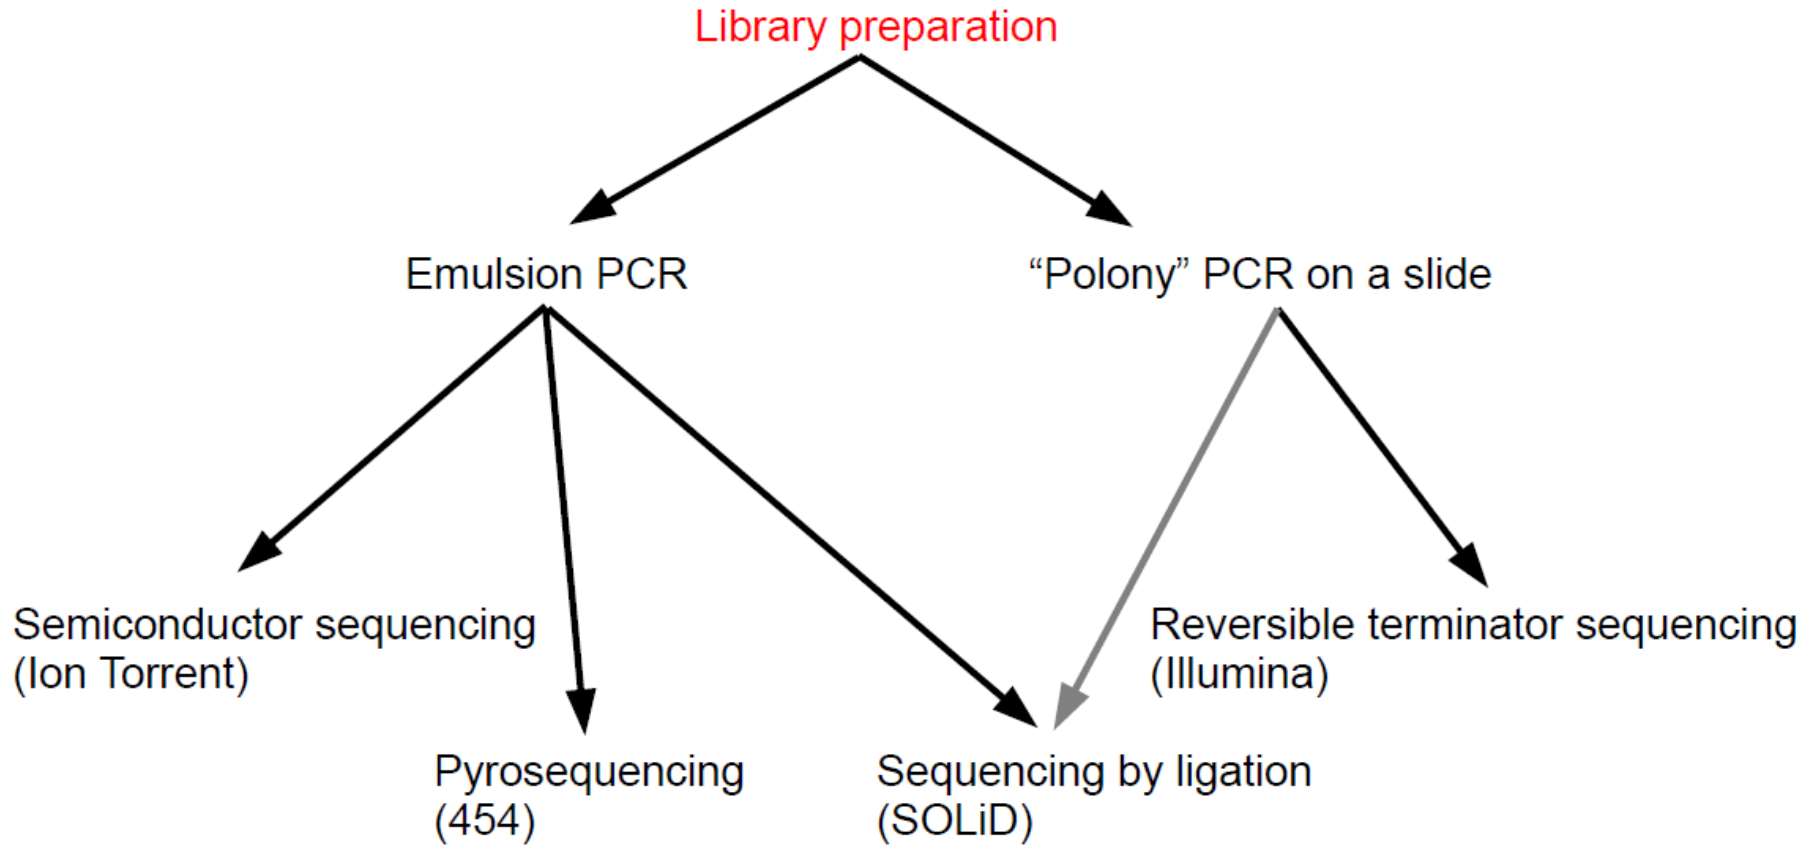 Library preparation
Emulsion PCR
“Polony” PCR on a slide
Semiconductor sequencing
(Ion Torrent)
Reversible terminator sequencing
(Illumina)
Pyrosequencing
(454)
Sequencing by ligation
(SOLiD)